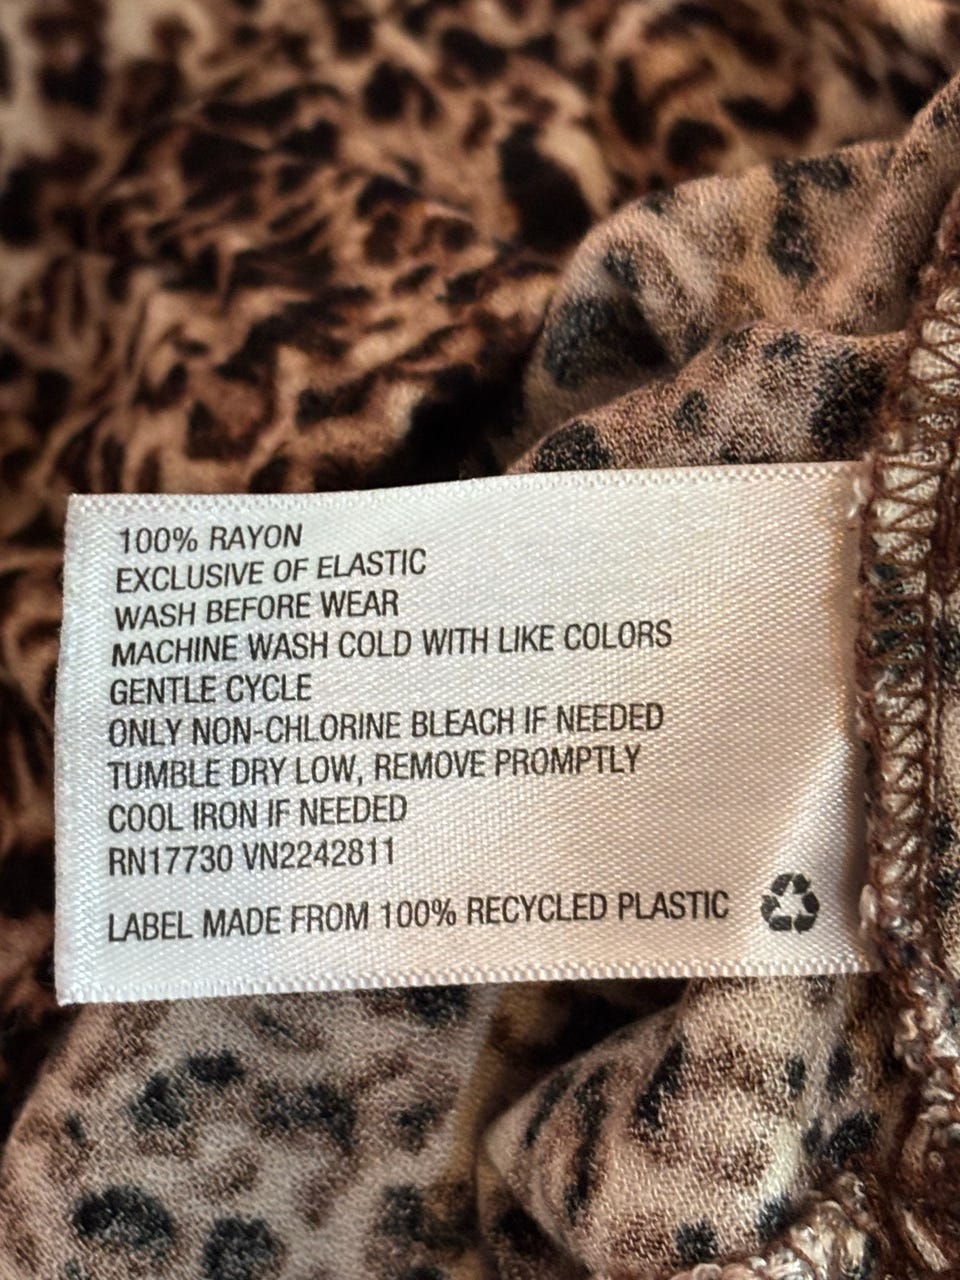 100% RAYON
EXCLUSIVE OF ELASTIC
WASH BEFORE WEAR
MACHINE WASH COLD WITH LIKE COLORS
GENTLE CYCLE
ONLY NON-CHLORINE BLEACH IF NEEDED
TUMBLE DRY LOW, REMOVE PROMPTLY
COOL IRON IF NEEDED
RN17730 VN2242811
LABEL MADE FROM 100% RECYCLED PLASTIC